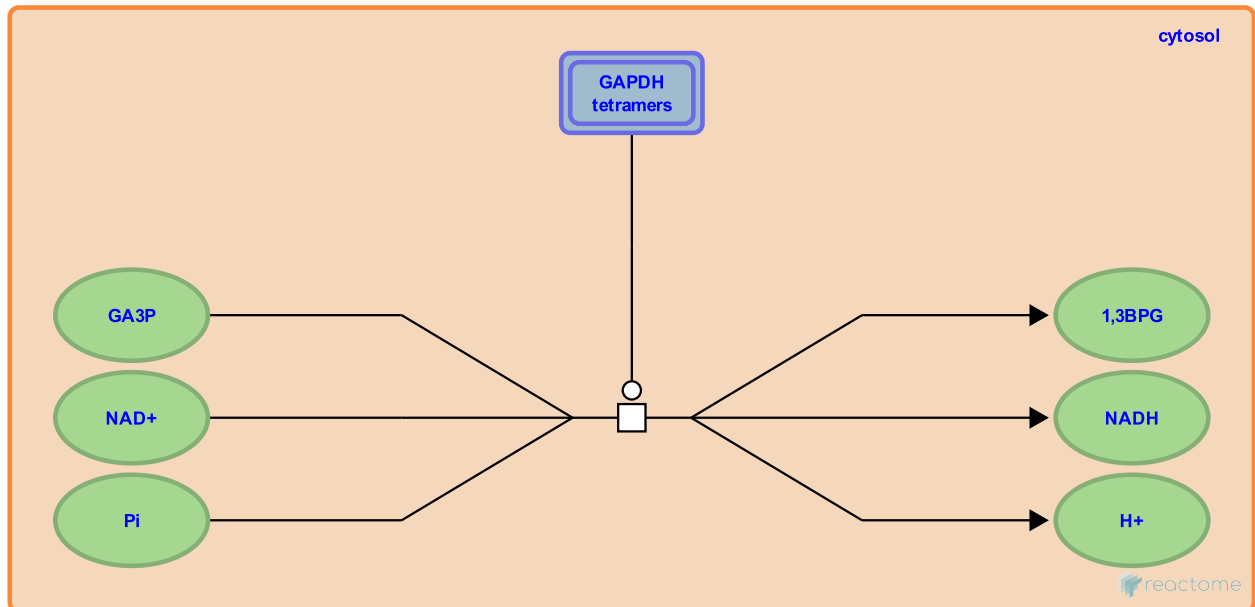 cytosol
GAPDH
tetramers
GA3P
1,3BPG
NAD+
NADH
Pi
H+
reactome